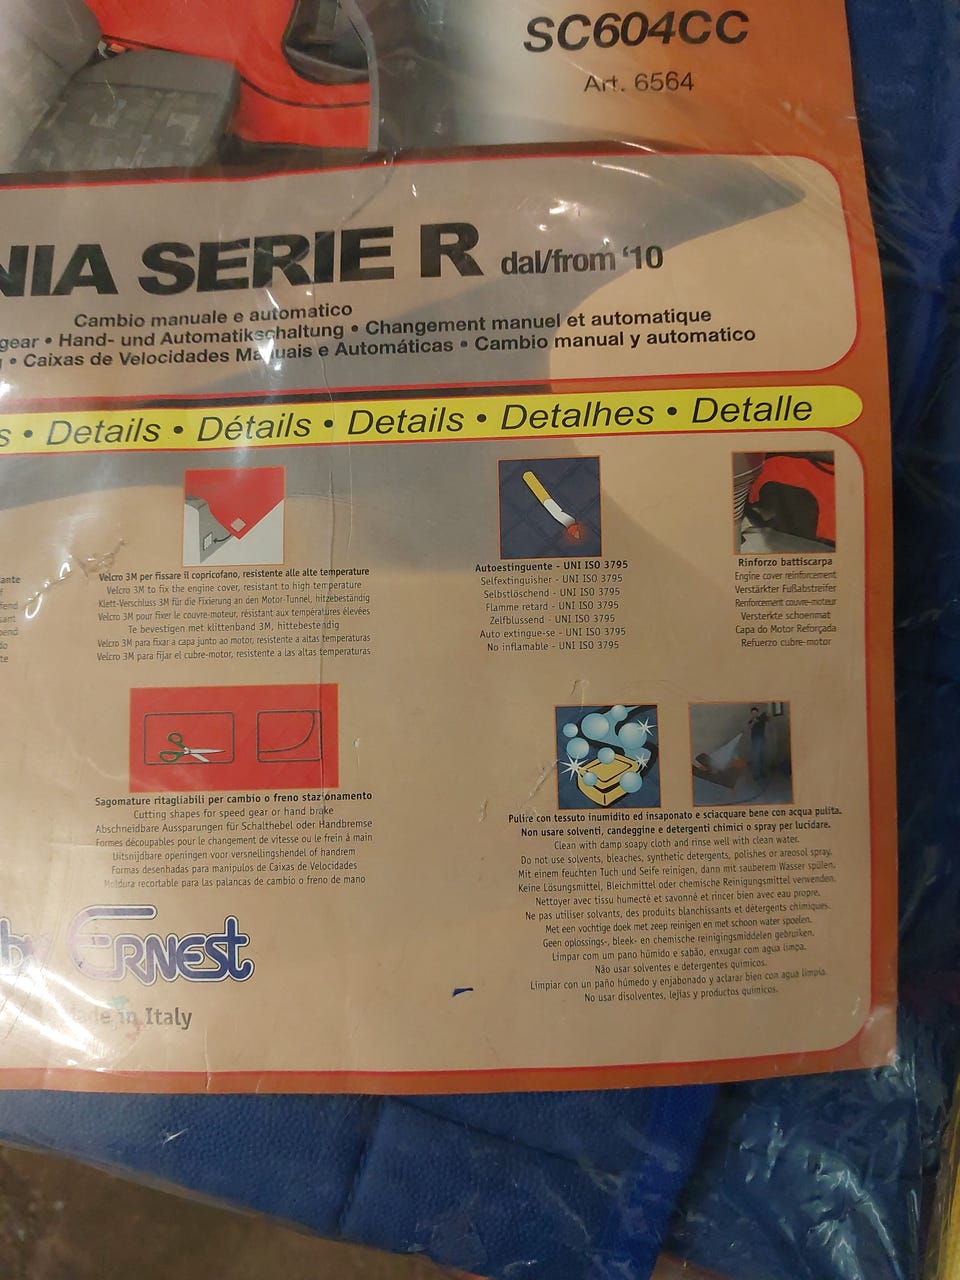 SC604CC
Art. 6564
SERIE R dal/from '10
Cambio manuale e automatico
gear • Hand- und Automatikschaltung • Changement manuel et automatique
• Caixas de Velocidades Manuais e Automáticas • Cambio manual y automatico
• Details • Détails • Details • Detalhes • Detalle
Velcro 3M per fissare il copricofano, resistente alle alte temperature
Velcro 3M to fix the engine cover, resistant to high temperature
Klett-Verschluss 3M für die Fixierung an den Motor-Tunnel, hitzebeständig
Velcro 3M pour fixer le couvre-moteur, résistant aux températures élevées
Te bevestigen met klittenband 3M, hittebestendig
Velcro 3M para fixar a capa junto ao motor, resistente a altas temperaturas
Velcro 3M para fijar el cubre-motor, resistente a las altas temperaturas
Autoestinguente - UNI ISO 3795
Selfextinguisher - UNI ISO 3795
Selbstlöschend - UNI ISO 3795
Flamme retard - UNI ISO 3795
Zelfblussend - UNI ISO 3795
Auto extingue-se - UNI ISO 3795
No inflamable - UNI ISO 3795
Rinforzo battiscarpa
Engine cover reinforcement
Verstärkter Fußabstreifer
Renforcement couvre-moteur
Versterkte schoenmat
Capa do Motor Reforçada
Refuerzo cubre-motor
Sagomature ritagliabili per cambio o freno stazionamento
Cutting shapes for speed gear or hand brake
Abschneidbare Aussparungen für Schalthebel oder Handbremse
Formes découpables pour le changement de vitesse ou le frein à main
Uitsnijdbare openingen voor versnellingshendel of handrem
Formas desenhadas para manipulos de Caixas de Velocidades
Moldura recortable para las palancas de cambio o freno de mano
Pulire con tessuto inumidito ed insaponato e sciacquare bene con acqua pulita.
Non usare solventi, candeggine e detergenti chimici o spray per lucidare.
Clean with damp soapy cloth and rinse well with clean water.
Do not use solvents, bleaches, synthetic detergents, polishes or areosol spray.
Mit einem feuchten Tuch und Seife reinigen, dann mit sauberem Wasser spülen.
Keine Lösungsmittel, Bleichmittel oder chemische Reinigungsmittel verwenden.
Nettoyer avec tissu humecté et savonné et rincer bien avec eau propre.
Ne pas utiliser solvants, des produits blanchissants et détergents chimiques.
Met een vochtige doek met zeep reinigen en met schoon water spoelen.
Geen oplossings-, bleek- en chemische reinigingsmiddelen gebruiken.
Limpar com um pano húmido e sabão, enxugar com agua limpa.
Não usar solventes e detergentes quimicos.
Limpiar con un paño húmedo y enjabonado y aclarar bien con agua limpia.
No usar disolventes, lejias y productos quimicos.
by ERNEST
Made in Italy